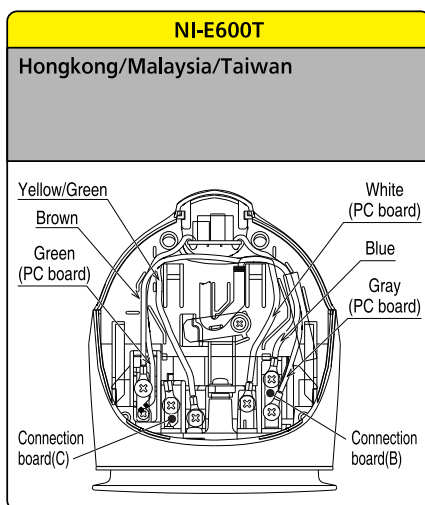 NI-E600T
Hongkong/Malaysia/Taiwan
Yellow/Green
Brown
Green
(PC board)
White
(PC board)
Blue
Gray
(PC board)
Connection
board(C)
Connection
board(B)